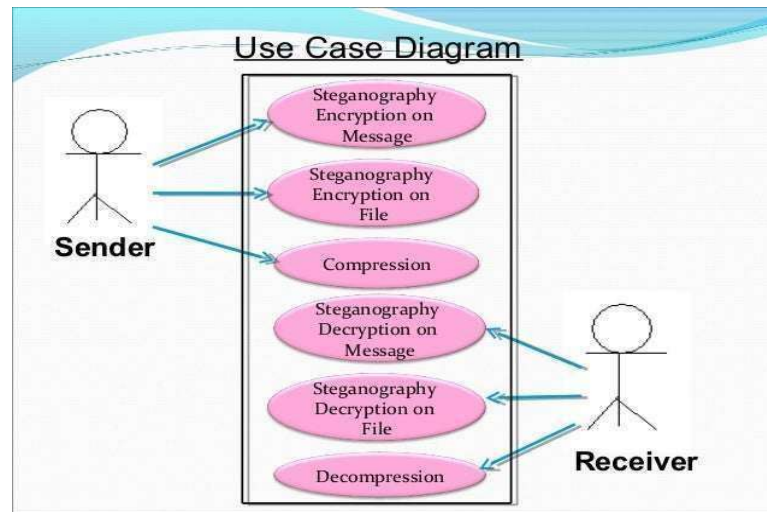 Use Case Diagram
Steganography
Encryption on
Message
Steganography
Encryption on
File
Sender
Compression
Steganography
Decryption on
Message
Steganography
Decryption on
File
Receiver
Decompression